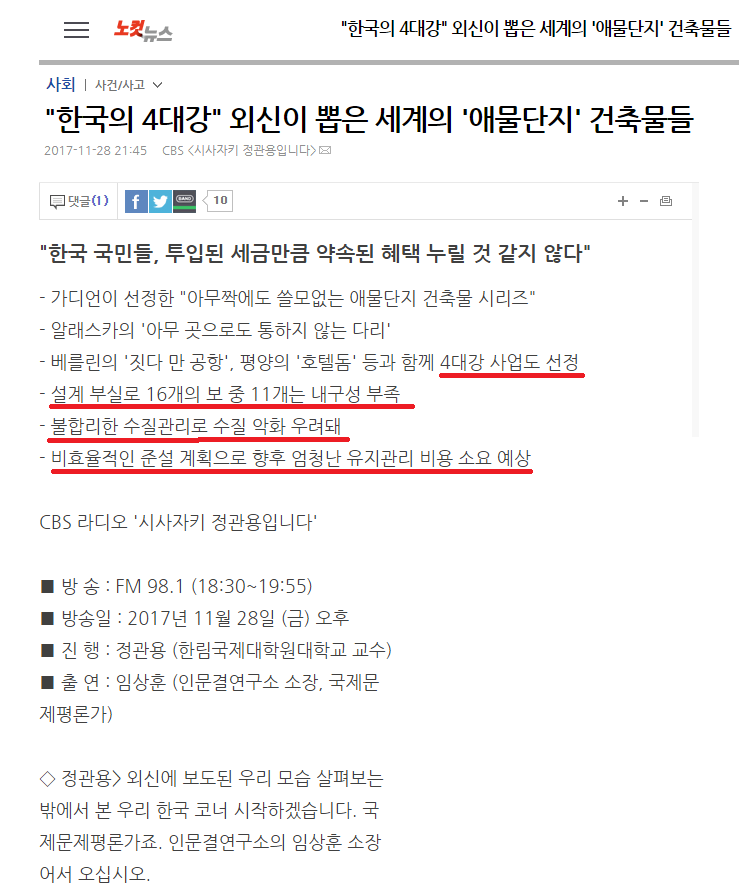 노컷뉴스 "한국의 4대강" 외신이 뽑은 세계의 '애물단지' 건축물들
사회 | 사건/사고
"한국의 4대강" 외신이 뽑은 세계의 '애물단지' 건축물들
2017-11-28 21:45 CBS <시사자키 정관용입니다>
댓글(1) f BAND 10 + -
"한국 국민들, 투입된 세금만큼 약속된 혜택 누릴 것 같지 않다"
- 가디언이 선정한 "아무짝에도 쓸모없는 애물단지 건축물 시리즈"
- 알래스카의 '아무 곳으로도 통하지 않는 다리'
- 베를린의 '짓다 만 공항', 평양의 '호텔돔' 등과 함께 4대강 사업도 선정
- 설계 부실로 16개의 보 중 11개는 내구성 부족
- 불합리한 수질관리로 수질 악화 우려돼
- 비효율적인 준설 계획으로 향후 엄청난 유지관리 비용 소요 예상
CBS 라디오 '시사자키 정관용입니다'
■ 방 송 : FM 98.1 (18:30~19:55)
■ 방송일 : 2017년 11월 28일 (금) 오후
■ 진 행 : 정관용 (한림국제대학원대학교 교수)
■ 출 연 : 임상훈 (인문결연구소 소장, 국제문
제평론가)
◇ 정관용> 외신에 보도된 우리 모습 살펴보는
밖에서 본 우리 한국 코너 시작하겠습니다. 국
제문제평론가죠. 인문결연구소의 임상훈 소장
어서 오십시오.